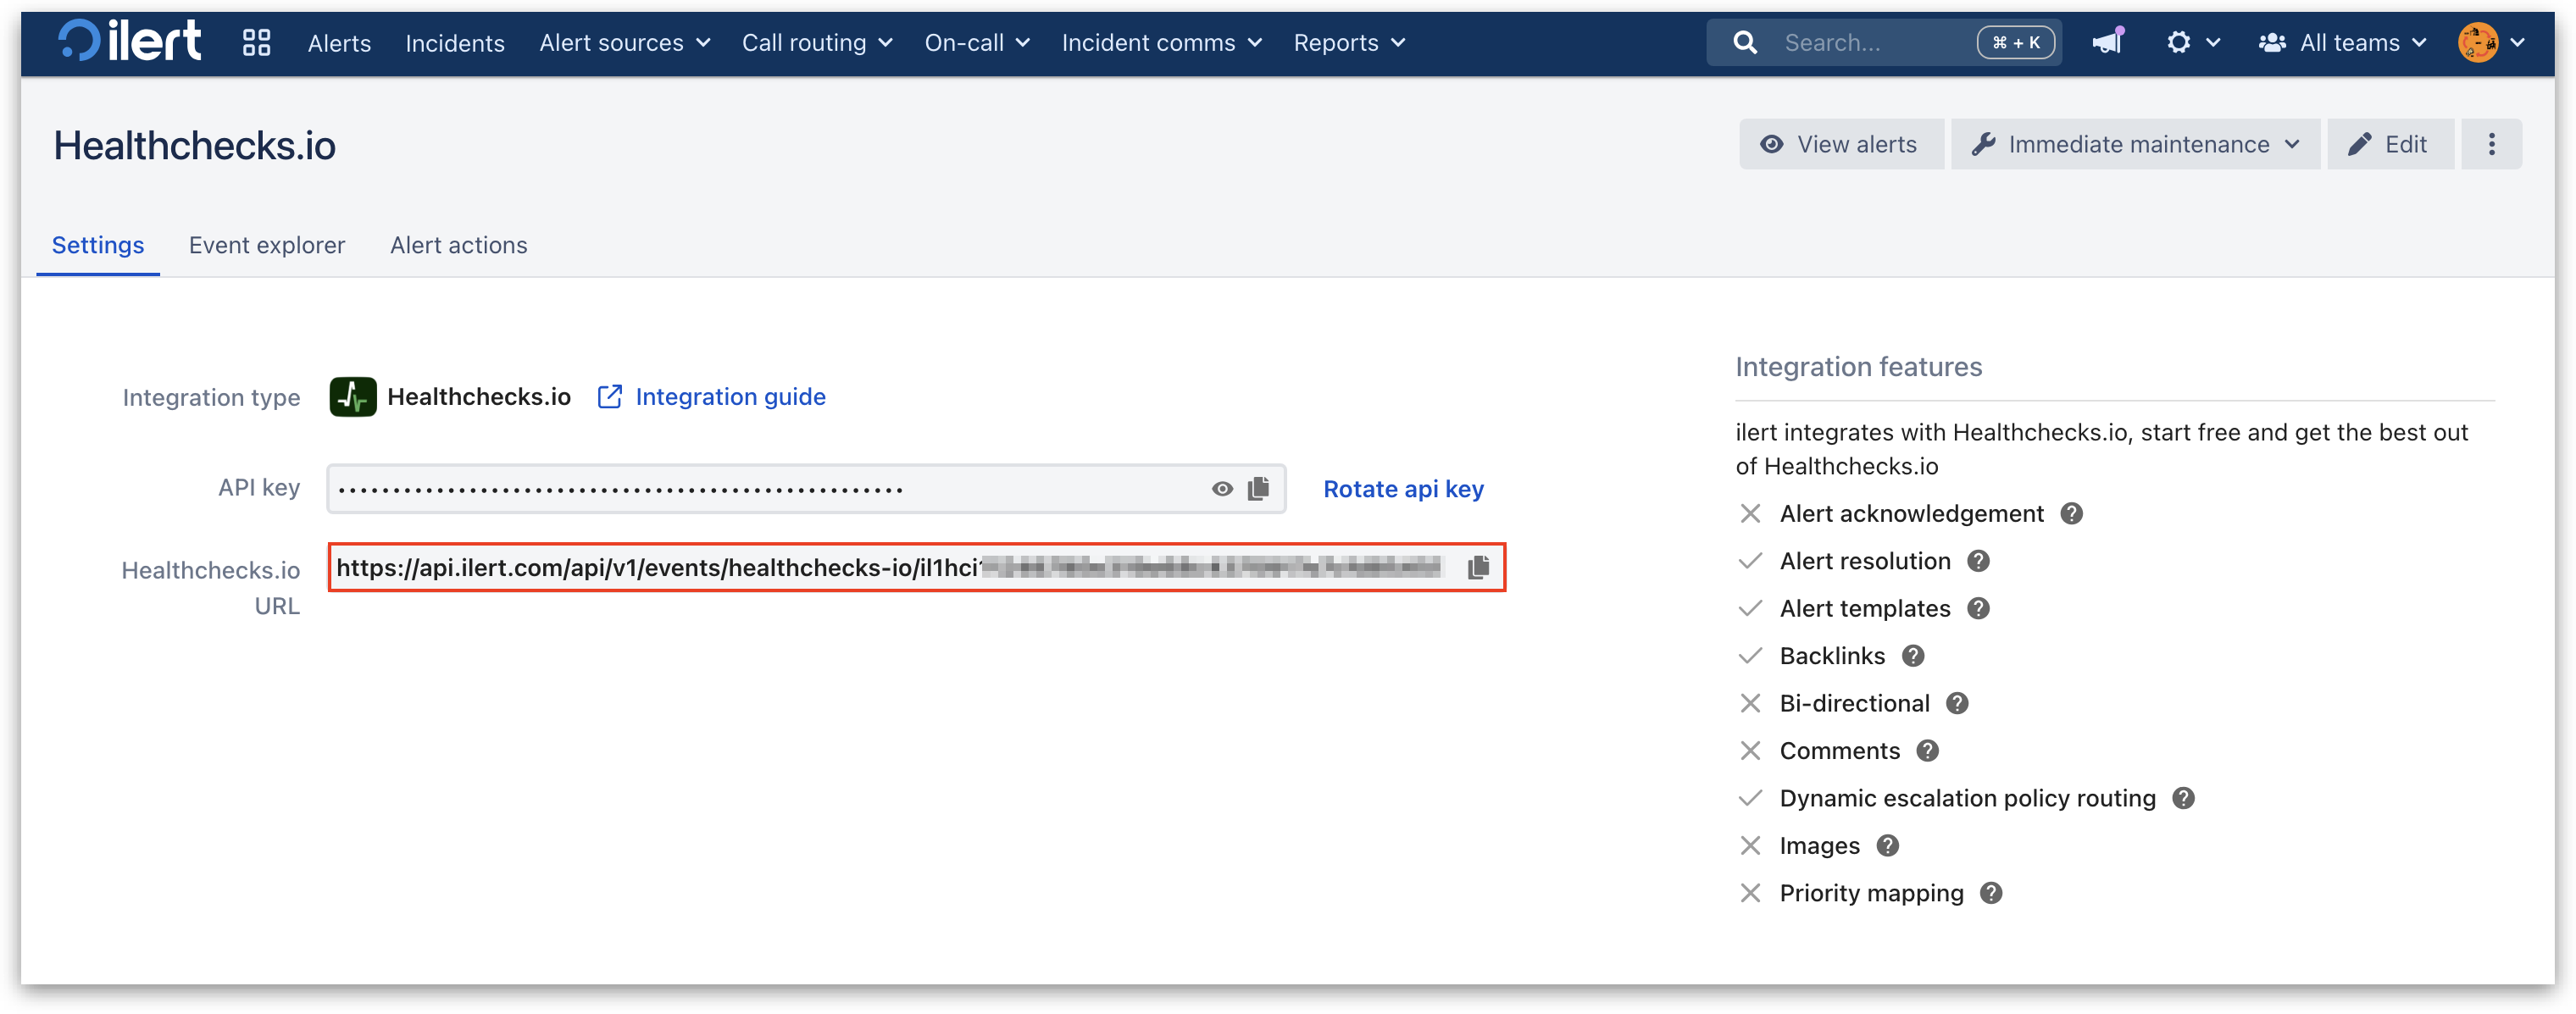 ilert Alerts Incidents Alert sources Call routing On-call Incident comms Reports Search... ⌘ + K All teams
Healthchecks.io
View alerts Immediate maintenance Edit
Settings Event explorer Alert actions
Integration type Healthchecks.io Integration guide
API key •••••••••••••••••••••••••••••••••••••••••••••••••••• Rotate api key
Healthchecks.io
URL
https://api.ilert.com/api/v1/events/healthchecks-io/il1hci
Integration features
ilert integrates with Healthchecks.io, start free and get the best out
of Healthchecks.io
Alert acknowledgement
Alert resolution
Alert templates
Backlinks
Bi-directional
Comments
Dynamic escalation policy routing
Images
Priority mapping